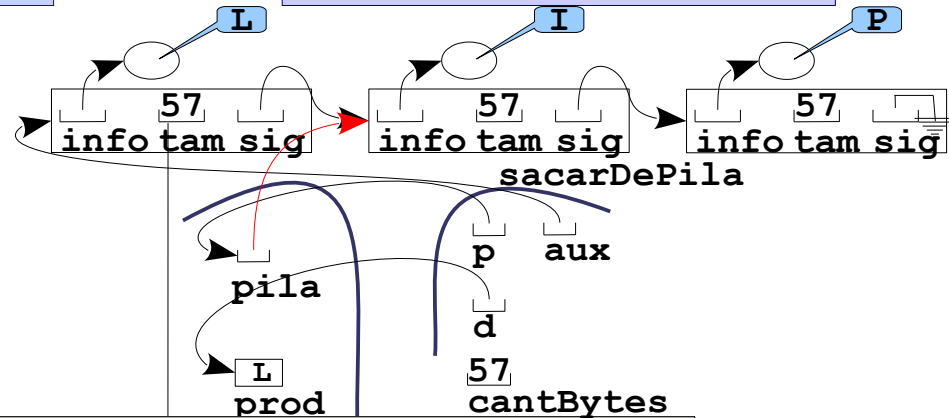 L I P
57 57 57
info tam sig info tam sig info tam sig
sacarDePila
p aux
pila
d
L 57
prod cantBytes